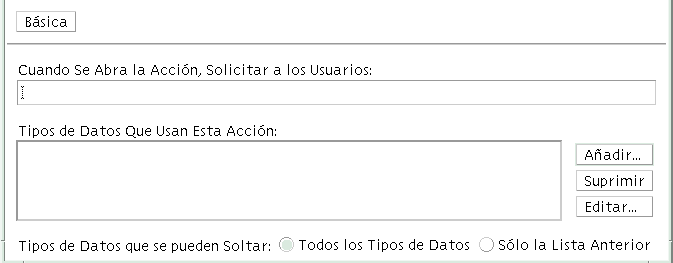 Básica
Cuando Se Abra la Acción, Solicitar a los Usuarios:
Tipos de Datos Que Usan Esta Acción:
Añadir...
Suprimir
Editar...
Tipos de Datos que se pueden Soltar: Todos los Tipos de Datos Sólo la Lista Anterior